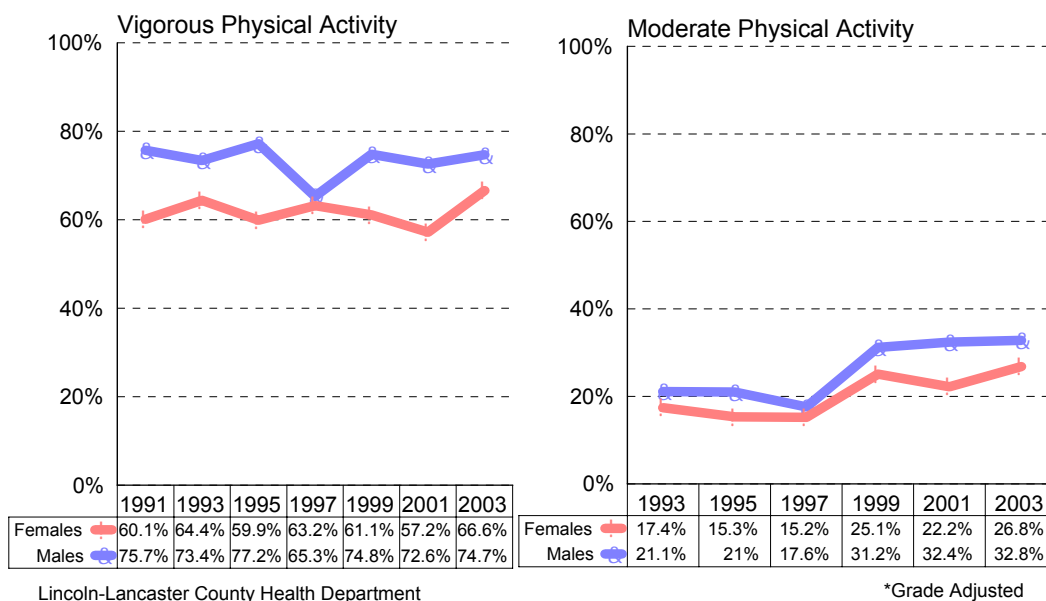 Vigorous Physical Activity
100%
80%
60%
40%
20%
0%
1991 1993 1995 1997 1999 2001 2003
Females 60.1% 64.4% 59.9% 63.2% 61.1% 57.2% 66.6%
Males 75.7% 73.4% 77.2% 65.3% 74.8% 72.6% 74.7%
Lincoln-Lancaster County Health Department
Moderate Physical Activity
100%
80%
60%
40%
20%
0%
1993 1995 1997 1999 2001 2003
Females 17.4% 15.3% 15.2% 25.1% 22.2% 26.8%
Males 21.1% 21% 17.6% 31.2% 32.4% 32.8%
*Grade Adjusted